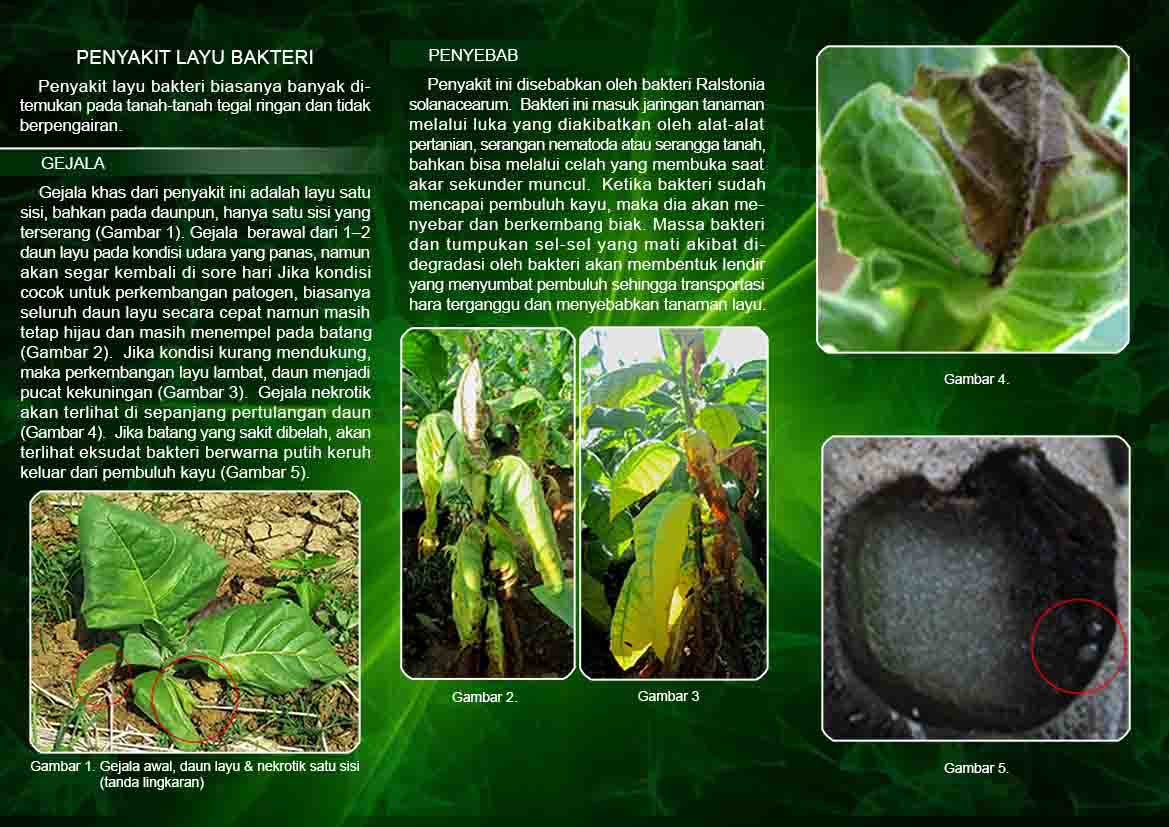 PENYAKIT LAYU BAKTERI
Penyakit layu bakteri biasanya banyak di-
temukan pada tanah-tanah tegal ringan dan tidak
berpengairan.
GEJALA
Gejala khas dari penyakit ini adalah layu satu
sisi, bahkan pada daunpun, hanya satu sisi yang
terserang (Gambar 1). Gejala berawal dari 1–2
daun layu pada kondisi udara yang panas, namun
akan segar kembali di sore hari Jika kondisi
cocok untuk perkembangan patogen, biasanya
seluruh daun layu secara cepat namun masih
tetap hijau dan masih menempel pada batang
(Gambar 2). Jika kondisi kurang mendukung,
maka perkembangan layu lambat, daun menjadi
pucat kekuningan (Gambar 3). Gejala nekrotik
akan terlihat di sepanjang pertulangan daun
(Gambar 4). Jika batang yang sakit dibelah, akan
terlihat eksudat bakteri berwarna putih keruh
keluar dari pembuluh kayu (Gambar 5).
Gambar 1. Gejala awal, daun layu & nekrotik satu sisi
(tanda lingkaran)
PENYEBAB
Penyakit ini disebabkan oleh bakteri Ralstonia
solanacearum. Bakteri ini masuk jaringan tanaman
melalui luka yang diakibatkan oleh alat-alat
pertanian, serangan nematoda atau serangga tanah,
bahkan bisa melalui celah yang membuka saat
akar sekunder muncul. Ketika bakteri sudah
mencapai pembuluh kayu, maka dia akan me-
nyebar dan berkembang biak. Massa bakteri
dan tumpukan sel-sel yang mati akibat di-
degradasi oleh bakteri akan membentuk lendir
yang menyumbat pembuluh sehingga transportasi
hara terganggu dan menyebabkan tanaman layu.
Gambar 2.
Gambar 3
Gambar 4.
Gambar 5.